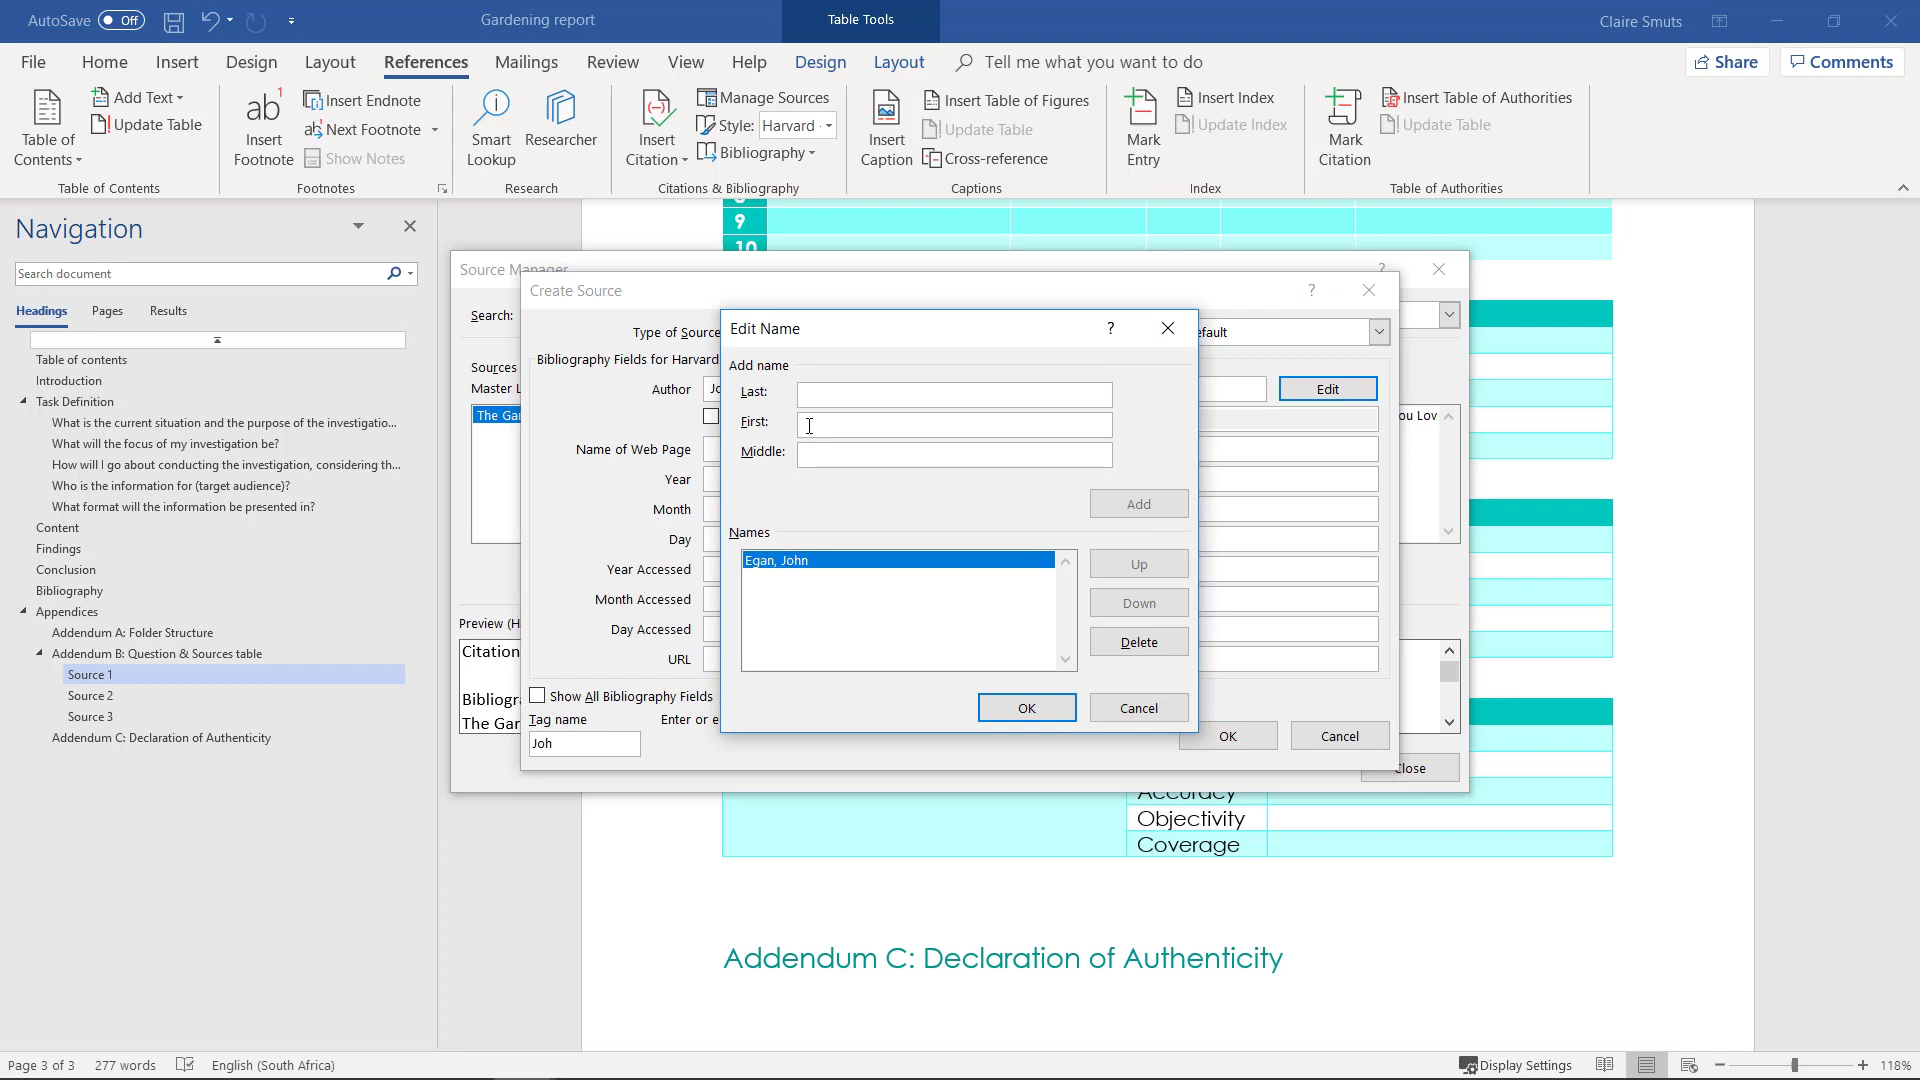 AutoSave Off Gardening report Table Tools Claire Smuts
File Home Insert Design Layout References Mailings Review View Help Design Layout Tell me what you want to do Share Comments
Table of Contents
Add Text
Update Table
Table of Contents
ab 1
Insert Footnote
Insert Endnote
Next Footnote
Show Notes
Footnotes
Smart Lookup
Researcher
Research
Insert Citation
Manage Sources
Style: Harvard
Bibliography
Citations & Bibliography
Insert Caption
Insert Table of Figures
Update Table
Cross-reference
Captions
Mark Entry
Insert Index
Update Index
Index
Mark Citation
Insert Table of Authorities
Update Table
Table of Authorities
Navigation
Search document
Headings Pages Results
Table of contents
Introduction
Task Definition
What is the current situation and the purpose of the investigatio...
What will the focus of my investigation be?
How will I go about conducting the investigation, considering th...
Who is the information for (target audience)?
What format will the information be presented in?
Content
Findings
Conclusion
Bibliography
Appendices
Addendum A: Folder Structure
Addendum B: Question & Sources table
Source 1
Source 2
Source 3
Addendum C: Declaration of Authenticity
9
10
Source Manager ?
Search:
Sources
Master L
The Gar
ou Lov
Preview (H
Citation
Bibliogra
The Gar
Close
Create Source ?
Type of Source
efault
Bibliography Fields for Harvard
Author Jo Edit
Name of Web Page
Year
Month
Day
Year Accessed
Month Accessed
Day Accessed
URL
Show All Bibliography Fields
Tag name Enter or e
Joh
OK Cancel
Edit Name ?
Add name
Last:
First:
Middle:
Add
Names
Egan, John
Up
Down
Delete
OK Cancel
Accuracy
Objectivity
Coverage
Addendum C: Declaration of Authenticity
Page 3 of 3 277 words English (South Africa) Display Settings 118%